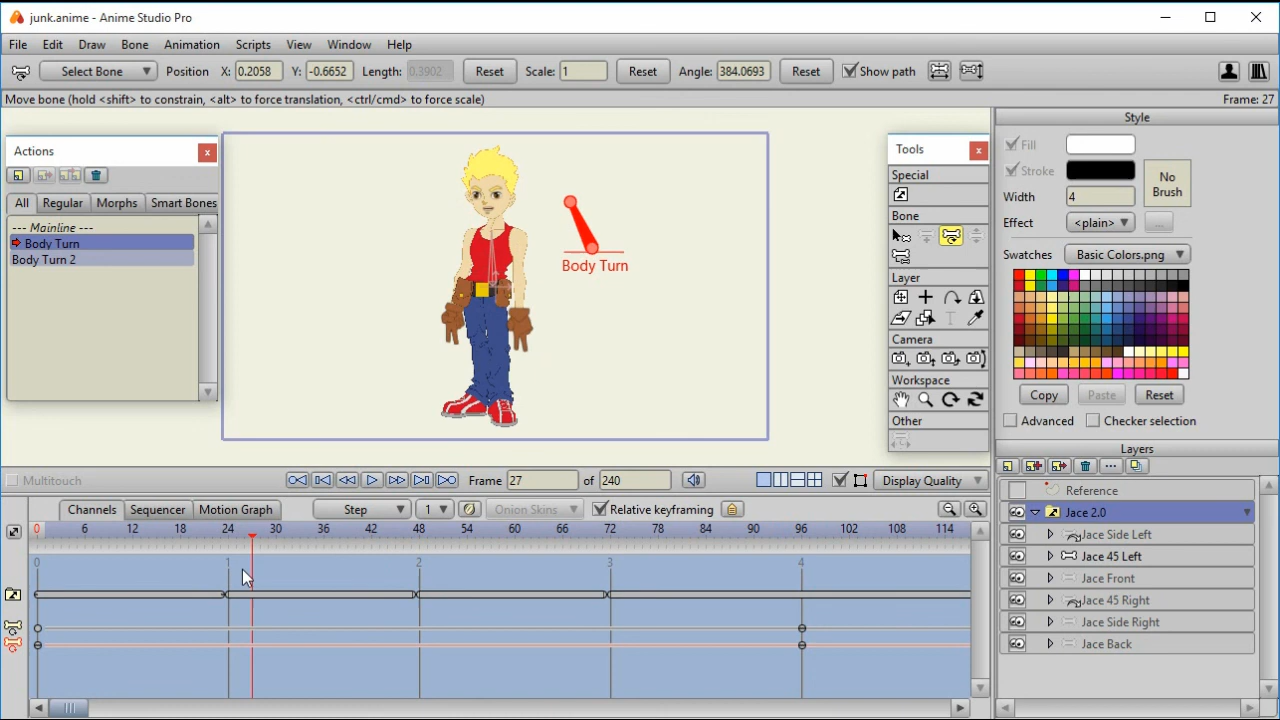 junk.anime - Anime Studio Pro
File Edit Draw Bone Animation Scripts View Window Help
Select Bone Position X: 0.2058 Y: -0.6652 Length: 0.3902 Reset Scale: 1 Reset Angle: 384.0693 Reset Show path
Move bone (hold <shift> to constrain, <alt> to force translation, <ctrl/cmd> to force scale) Frame: 27
Actions
All Regular Morphs Smart Bones
--- Mainline ---
Body Turn
Body Turn 2
Body Turn
Tools
Special
Bone
Layer
Camera
Workspace
Other
Style
Fill
Stroke
No
Brush
Width 4
Effect <plain> ...
Swatches Basic Colors.png
Copy Paste Reset
Advanced Checker selection
Layers
Reference
Jace 2.0
Jace Side Left
Jace 45 Left
Jace Front
Jace 45 Right
Jace Side Right
Jace Back
Multitouch Frame 27 of 240 Display Quality
Channels Sequencer Motion Graph Step 1 Onion Skins Relative keyframing
0 6 12 18 24 30 36 42 48 54 60 66 72 78 84 90 96 102 108 114
0 1 2 3 4